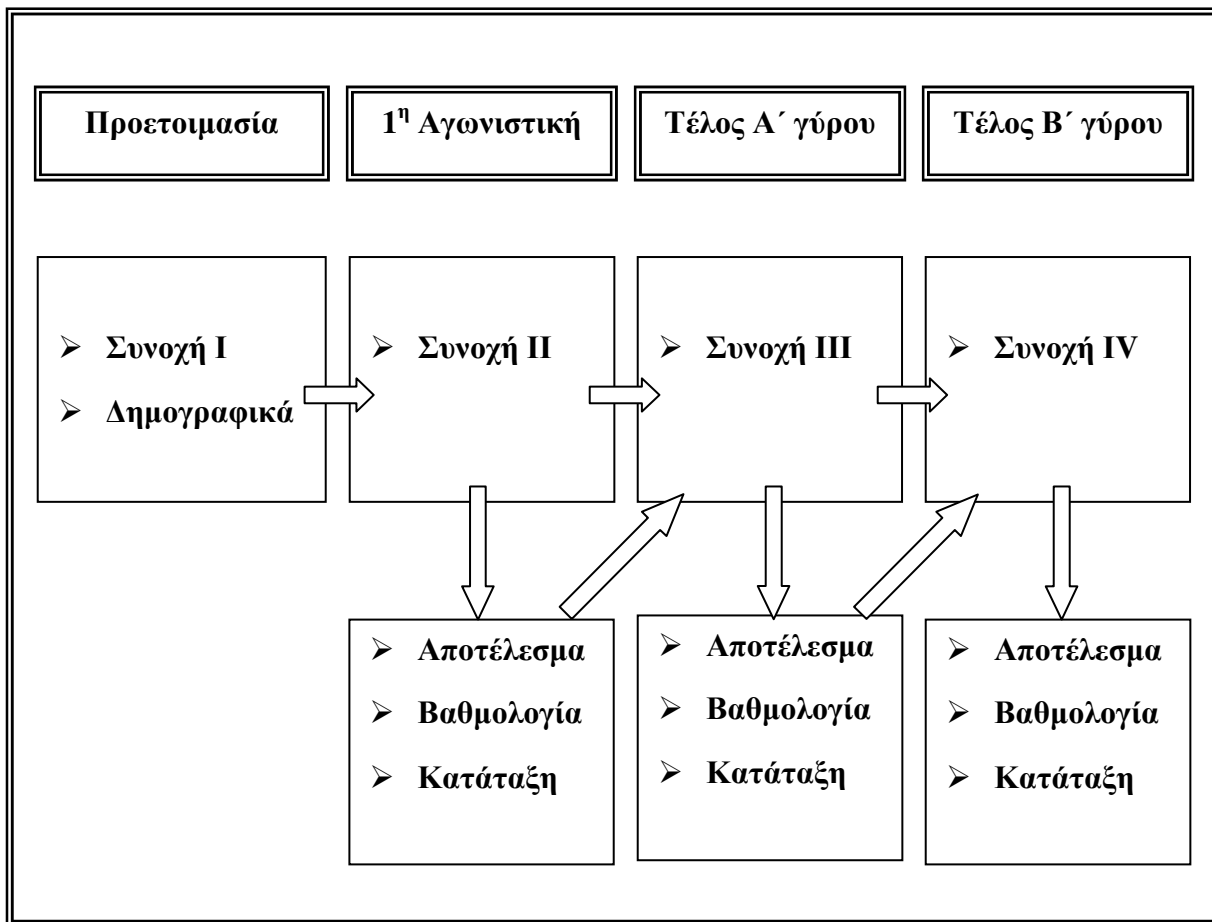 Προετοιμασία
1η Αγωνιστική
Τέλος Α΄ γύρου
Τέλος Β΄ γύρου
➢ Συνοχή Ι
➢ Δημογραφικά
➢ Συνοχή ΙΙ
➢ Συνοχή ΙΙΙ
➢ Συνοχή IV
➢ Αποτέλεσμα
➢ Βαθμολογία
➢ Κατάταξη
➢ Αποτέλεσμα
➢ Βαθμολογία
➢ Κατάταξη
➢ Αποτέλεσμα
➢ Βαθμολογία
➢ Κατάταξη